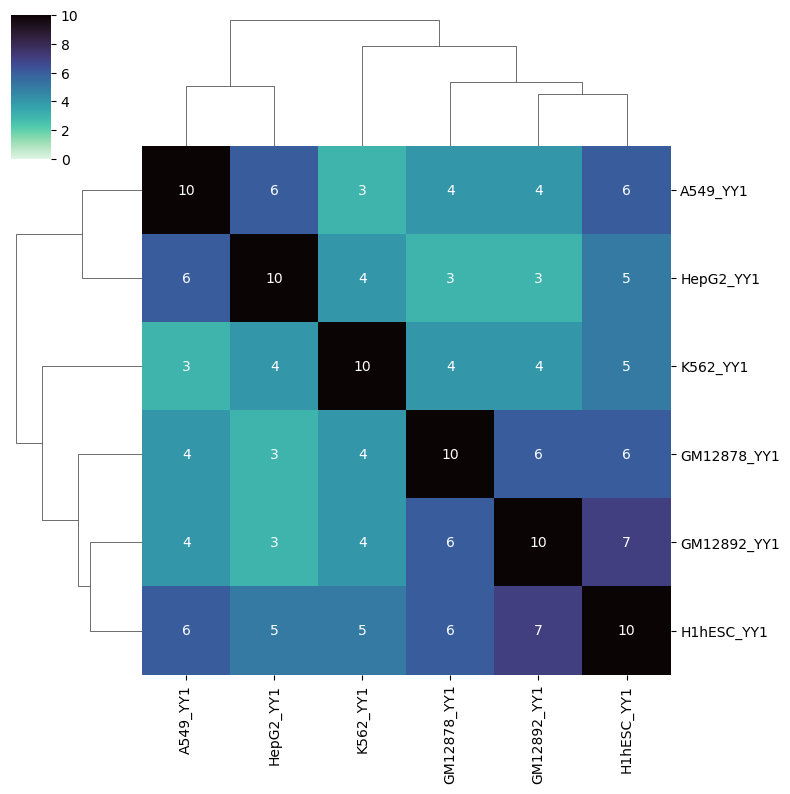 10
8
6
4
2
0
10 6 3 4 4 6 A549_YY1
6 10 4 3 3 5 HepG2_YY1
3 4 10 4 4 5 K562_YY1
4 3 4 10 6 6 GM12878_YY1
4 3 4 6 10 7 GM12892_YY1
6 5 5 6 7 10 H1hESC_YY1
A549_YY1
HepG2_YY1
K562_YY1
GM12878_YY1
GM12892_YY1
H1hESC_YY1